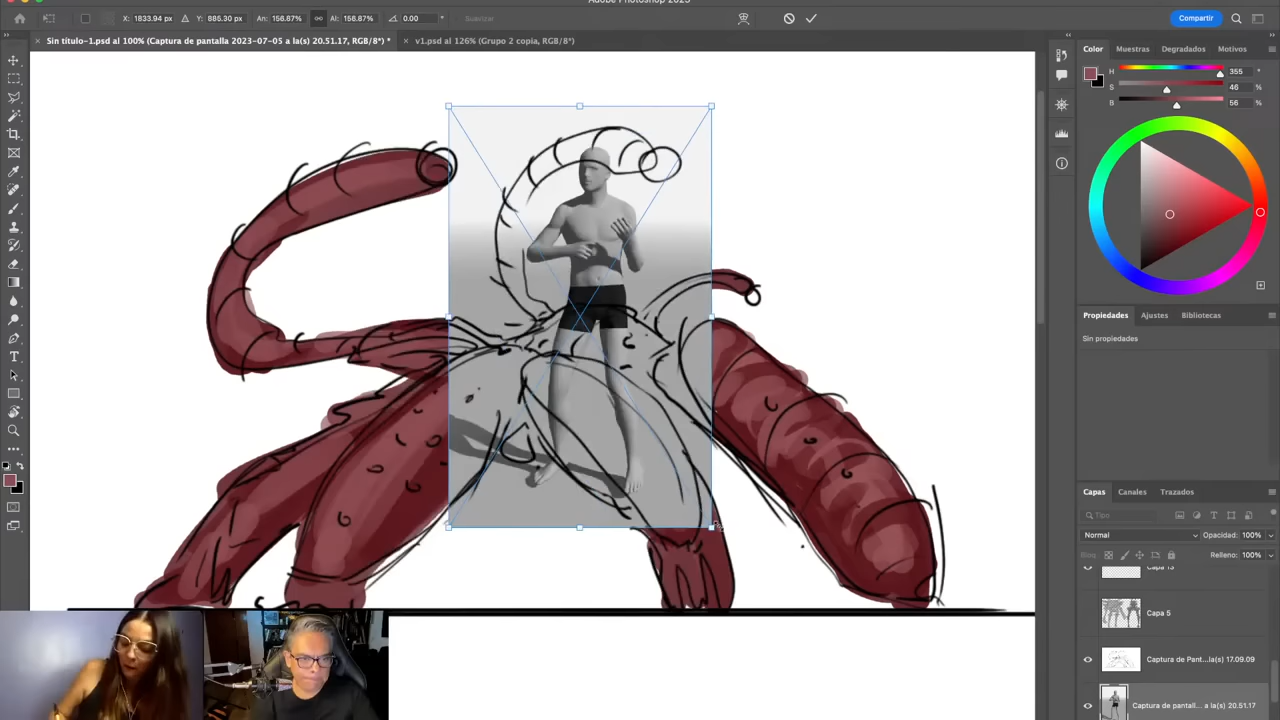 Adobe Photoshop 2023
X: 1833.94 px
Y: 885.30 px
An: 156.87%
Al: 156.87%
0.00
Suavizar
Compartir
Sin título-1.psd al 100% (Captura de pantalla 2023-07-05 a la(s) 20.51.17, RGB/8*) *
v1.psd al 126% (Grupo 2 copia, RGB/8*)
Color
Muestras
Degradados
Motivos
H
355
°
S
46
%
B
56
%
Propiedades
Ajustes
Bibliotecas
Sin propiedades
Capas
Canales
Trazados
Tipo
Normal
Opacidad:
100%
Bloq.:
Relleno:
100%
Capa 5
Captura de Pant...la(s) 17.09.09
Captura de pantall... a la(s) 20.51.17